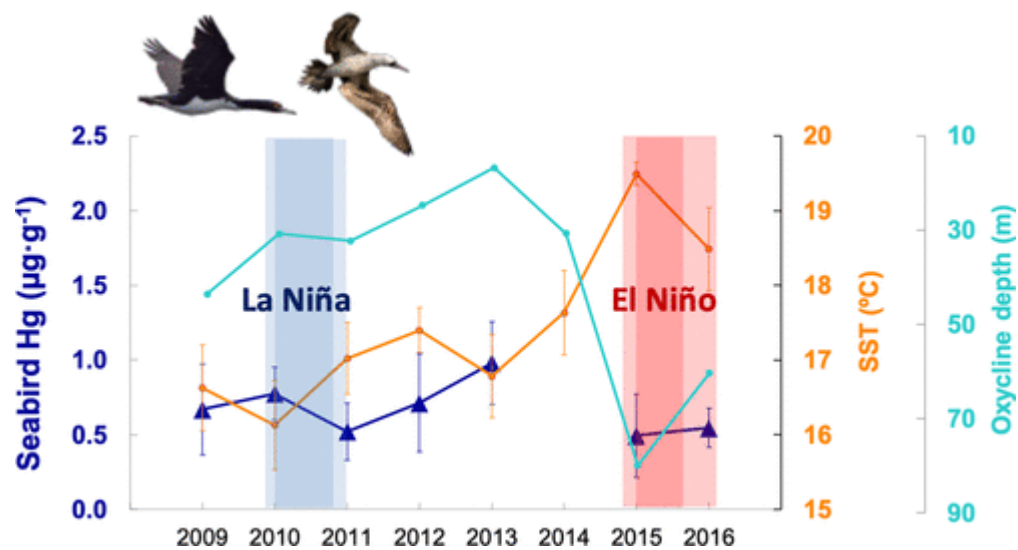 Seabird Hg (µg·g⁻¹)
2.5
2.0
1.5
1.0
0.5
0.0
La Niña
El Niño
20
19
18
17
16
15
SST (ºC)
10
30
50
70
90
Oxycline depth (m)
2009 2010 2011 2012 2013 2014 2015 2016